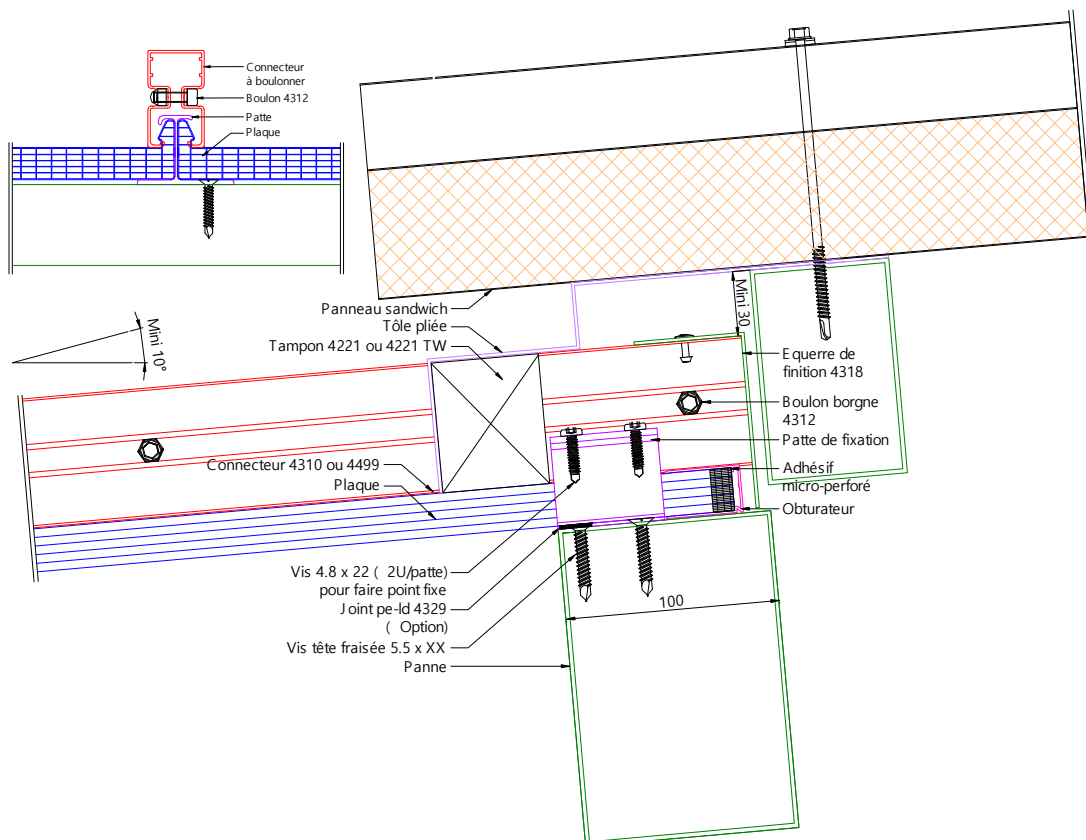 Connecteur
à boulonner
Boulon 4312
Patte
Plaque
Mini 10°
Panneau sandwich
Tôle pliée
Tampon 4221 ou 4221 TW
Mini 30
Equerre de
finition 4318
Boulon borgne
4312
Patte de fixation
Adhésif
micro-perforé
Obturateur
Connecteur 4310 ou 4499
Plaque
Vis 4.8 x 22 ( 2U/patte)
pour faire point fixe
Joint pe-ld 4329
( Option)
Vis tête fraisée 5.5 x XX
Panne
100